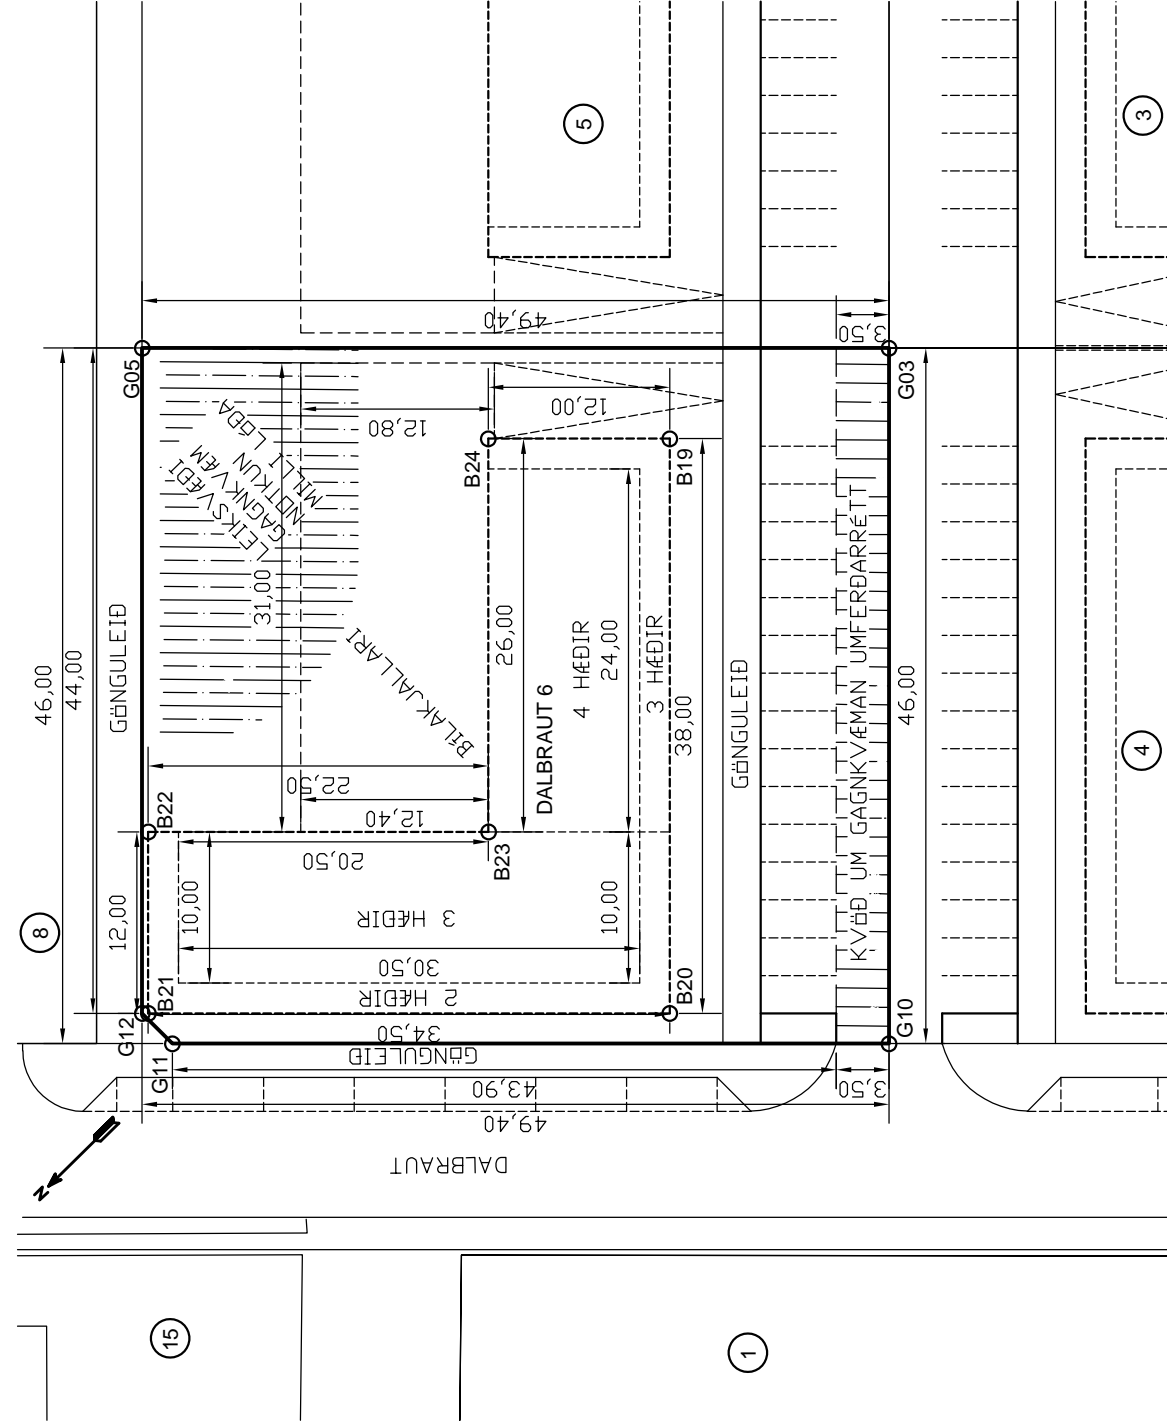 46,00
44,00
GÖNGULEIÐ
12,00
8
G05
G12
G11
B21
B22
LEIKSVÆÐI
GAGNKVÆM
NOTKUN
MILLI LÓÐA
31,00
12,80
49,40
3,50
12,00
BÍLAKJALLARI
22,50
12,40
20,50
10,00
B23
B24
B19
26,00
DALBRAUT 6
4 HÆÐIR
24,00
3 HÆÐIR
38,00
3 HÆÐIR
30,50
2 HÆÐIR
34,50
GÖNGULEIÐ
10,00
B20
GÖNGULEIÐ
KVÖÐ UM GAGNKVÆMAN UMFERÐARRÉTT
G03
G10
46,00
43,90
3,50
49,40
DALBRAUT
N
5
3
4
15
1